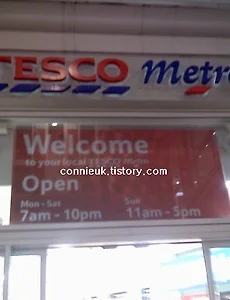 TESCO Metro
Welcome
to your local TESCO Metro
connieuk.tistory.com
Open
Mon - Sat Sun
7am - 10pm 11am - 5pm